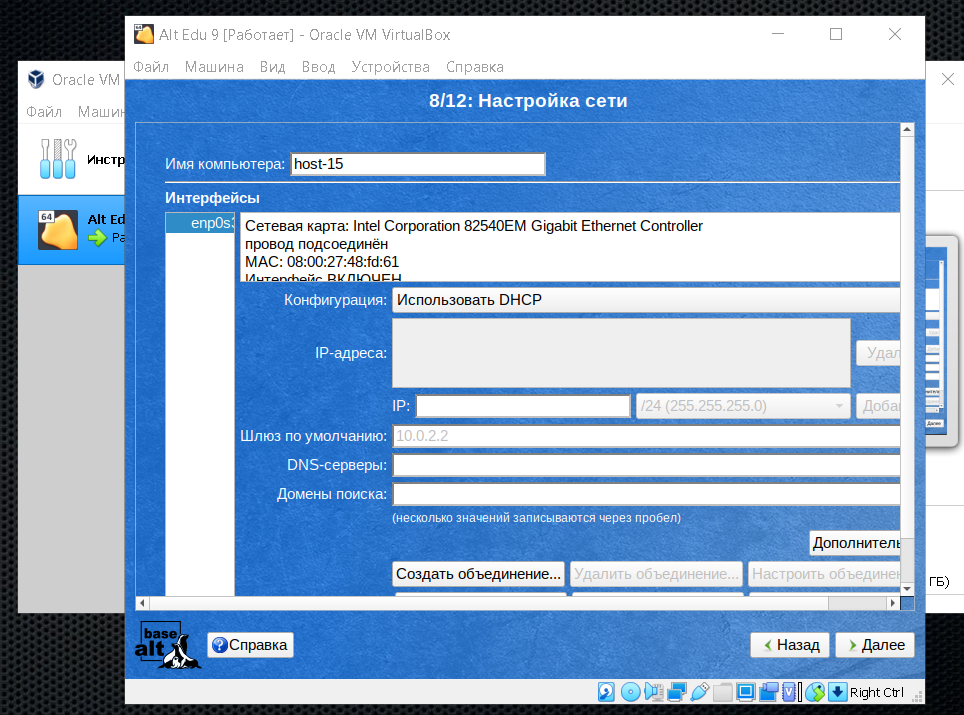 Alt Edu 9 [Работает] - Oracle VM VirtualBox
Файл Машина Вид Ввод Устройства Справка
Oracle VM
Файл Машин
Инстр
64
Alt Ed
Ра
8/12: Настройка сети
Имя компьютера: host-15
Интерфейсы
enp0s3
Сетевая карта: Intel Corporation 82540EM Gigabit Ethernet Controller
провод подсоединён
MAC: 08:00:27:48:fd:61
Интерфейс ВКЛЮЧЕН
Конфигурация: Использовать DHCP
IP-адреса: Удал
IP: /24 (255.255.255.0) Доба
Шлюз по умолчанию: 10.0.2.2
DNS-серверы:
Домены поиска:
(несколько значений записываются через пробел)
Дополнитель
Создать объединение... Удалить объединение... Настроить объединен
ГБ)
base
alt
Справка Назад Далее
Right Ctrl